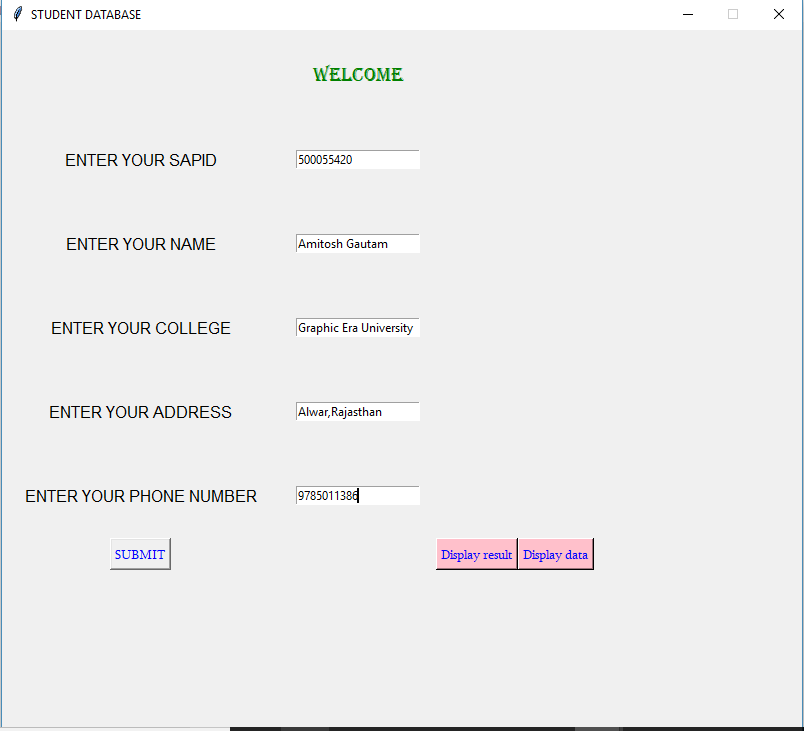 STUDENT DATABASE
WELCOME
ENTER YOUR SAPID 500055420
ENTER YOUR NAME Amitosh Gautam
ENTER YOUR COLLEGE Graphic Era University
ENTER YOUR ADDRESS Alwar,Rajasthan
ENTER YOUR PHONE NUMBER 9785011386
SUBMIT Display result Display data